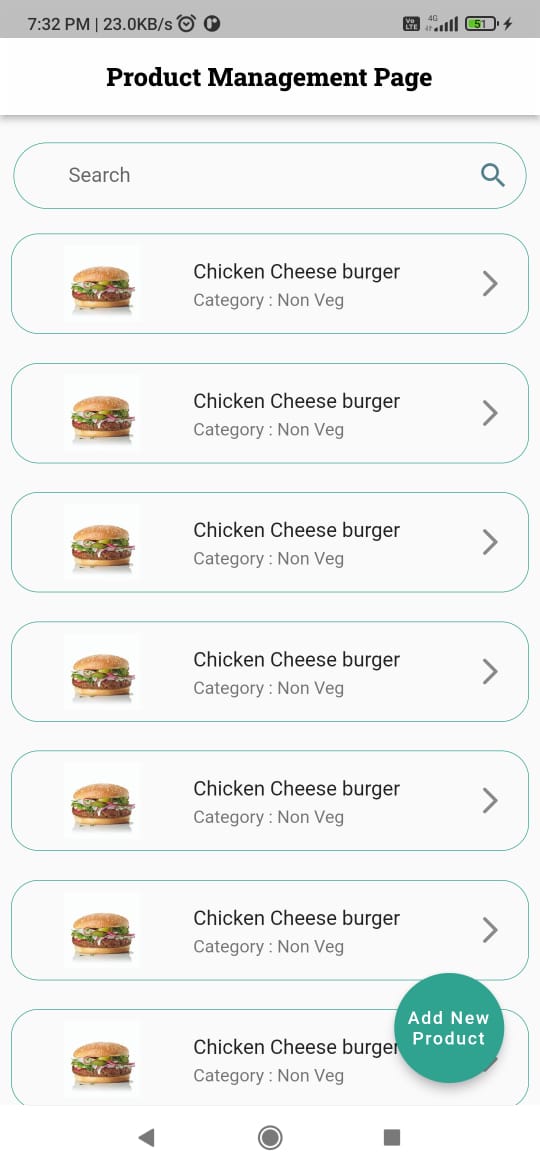 7:32 PM | 23.0KB/s
Vo LTE 4G 51
Product Management Page
Search
Chicken Cheese burger
Category : Non Veg
Chicken Cheese burger
Category : Non Veg
Chicken Cheese burger
Category : Non Veg
Chicken Cheese burger
Category : Non Veg
Chicken Cheese burger
Category : Non Veg
Chicken Cheese burger
Category : Non Veg
Add New
Product
Chicken Cheese burger
Category : Non Veg